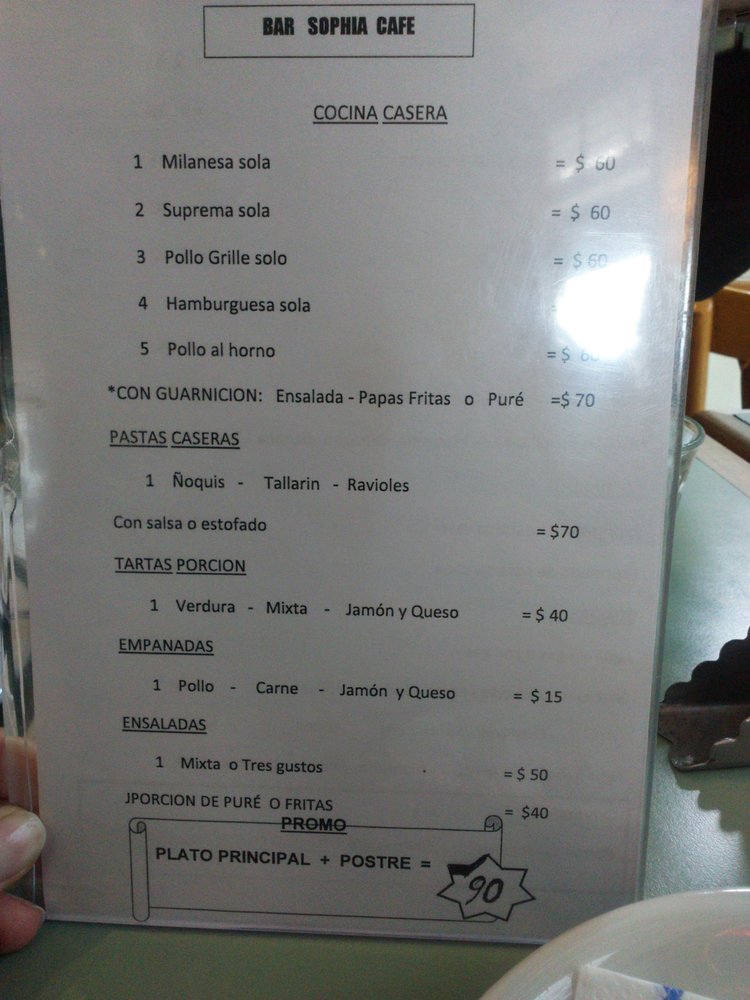 BAR SOPHIA CAFE
COCINA CASERA
1 Milanesa sola = $ 60
2 Suprema sola = $ 60
3 Pollo Grille solo = $ 60
4 Hamburguesa sola =
5 Pollo al horno = $ 60
*CON GUARNICION: Ensalada - Papas Fritas o Puré =$ 70
PASTAS CASERAS
1 Ñoquis - Tallarin - Ravioles
Con salsa o estofado = $70
TARTAS PORCION
1 Verdura - Mixta - Jamón y Queso = $ 40
EMPANADAS
1 Pollo - Carne - Jamón y Queso = $ 15
ENSALADAS
1 Mixta o Tres gustos . = $ 50
JPORCION DE PURÉ O FRITAS = $40
PROMO
PLATO PRINCIPAL + POSTRE = 90